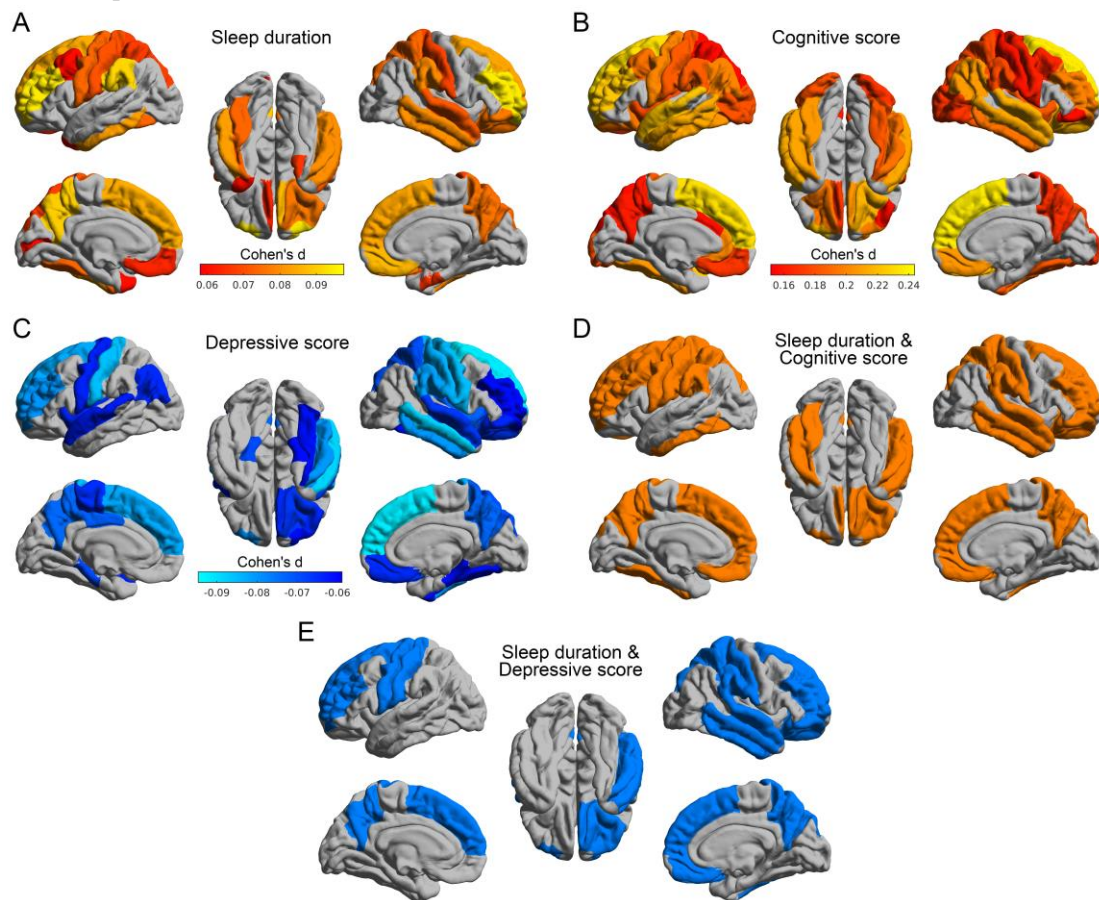 A
Sleep duration
Cohen's d
0.06 0.07 0.08 0.09
B
Cognitive score
Cohen's d
0.16 0.18 0.2 0.22 0.24
C
Depressive score
Cohen's d
-0.09 -0.08 -0.07 -0.06
D
Sleep duration &
Cognitive score
E
Sleep duration &
Depressive score